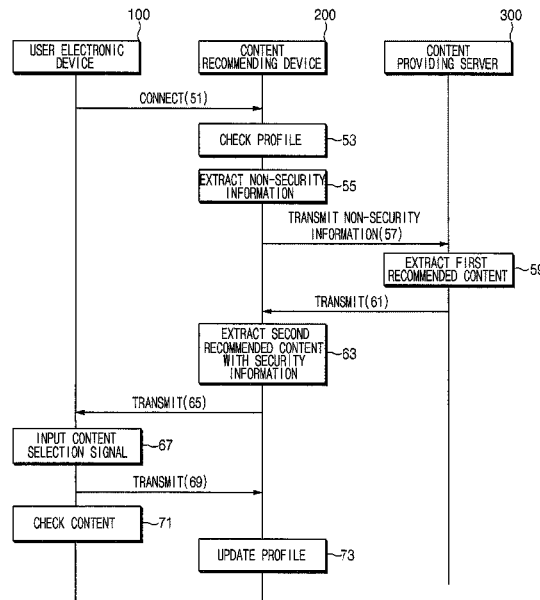 100
200
300
USER ELECTRONIC
DEVICE
CONTENT
RECOMMENDING DEVICE
CONTENT
PROVIDING SERVER
CONNECT(51)
CHECK PROFILE
53
EXTRACT NON-SECURITY
INFORMATION
55
TRANSMIT NON-SECURITY
INFORMATION(57)
EXTRACT FIRST
RECOMMENDED CONTENT
59
TRANSMIT(61)
EXTRACT SECOND
RECOMMENDED CONTENT
WITH SECURITY
INFORMATION
63
TRANSMIT(65)
INPUT CONTENT
SELECTION SIGNAL
67
TRANSMIT(69)
CHECK CONTENT
71
UPDATE PROFILE
73